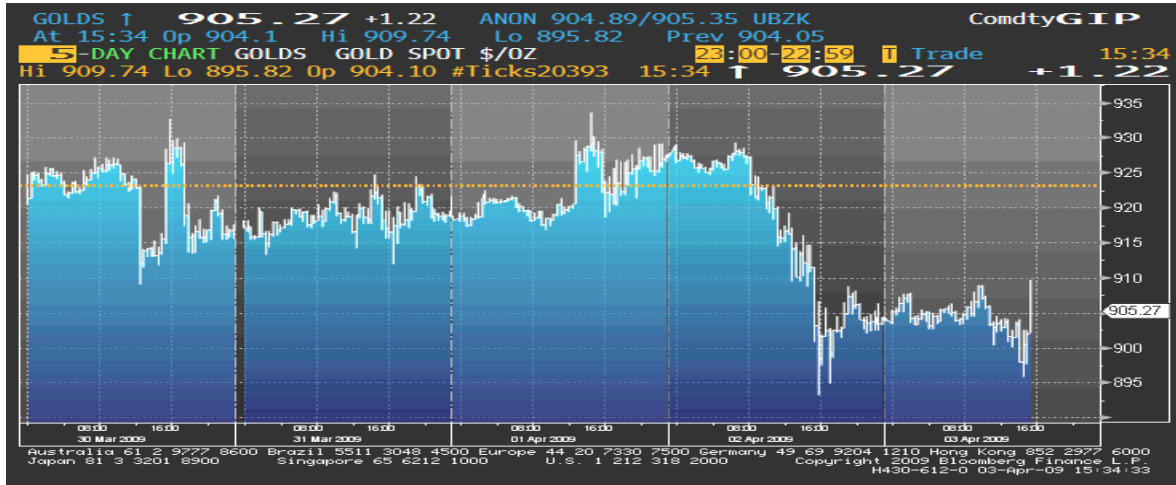 GOLDS ↑ 905.27 +1.22 ANON 904.89/905.35 UBZK ComdtyGIP
At 15:34 Op 904.1 Hi 909.74 Lo 895.82 Prev 904.05
5-DAY CHART GOLDS GOLD SPOT $/OZ 23:00-22:59 T Trade 15:34
Hi 909.74 Lo 895.82 Op 904.10 #Ticks20393 15:34 ↑ 905.27 +1.22
935
930
925
920
915
910
905.27
900
895
08:00 16:00 08:00 16:00 08:00 16:00 08:00 16:00 08:00 16:00
30 Mar 2009 31 Mar 2009 01 Apr 2009 02 Apr 2009 03 Apr 2009
Australia 61 2 9777 8600 Brazil 5511 3048 4500 Europe 44 20 7330 7500 Germany 49 69 9204 1210 Hong Kong 852 2977 6000
Japan 81 3 3201 8900 Singapore 65 6212 1000 U.S. 1 212 318 2000 Copyright 2009 Bloomberg Finance L.P.
H430-612-0 03-Apr-09 15:34:33